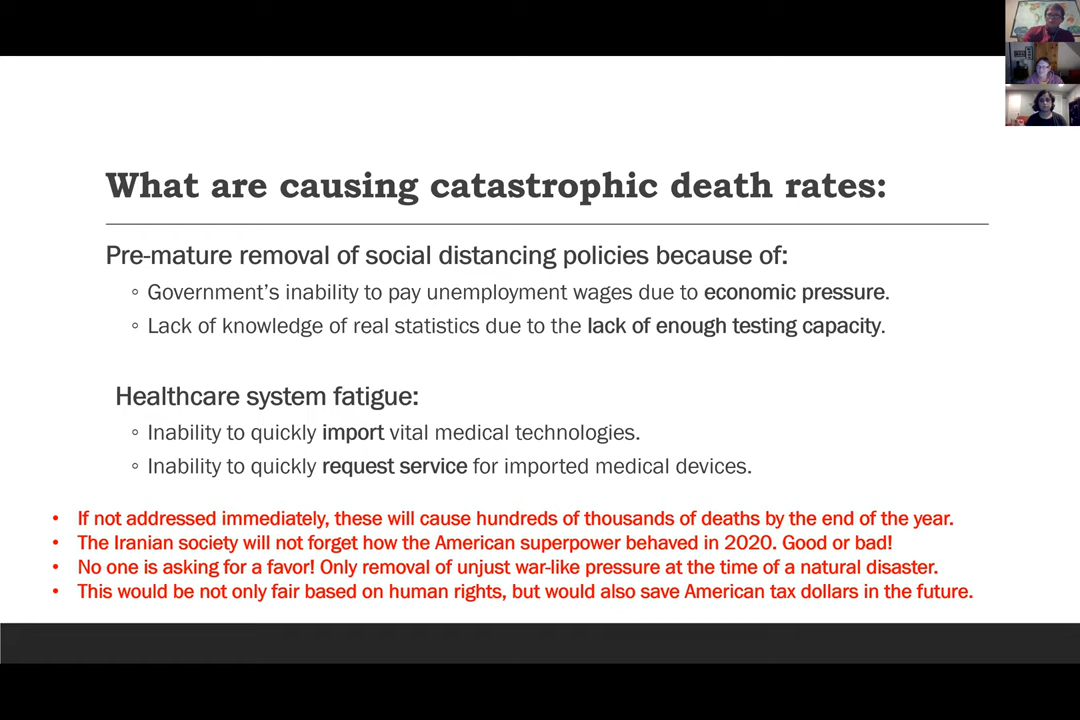 What are causing catastrophic death rates:
Pre-mature removal of social distancing policies because of:
◦ Government’s inability to pay unemployment wages due to economic pressure.
◦ Lack of knowledge of real statistics due to the lack of enough testing capacity.
Healthcare system fatigue:
◦ Inability to quickly import vital medical technologies.
◦ Inability to quickly request service for imported medical devices.
• If not addressed immediately, these will cause hundreds of thousands of deaths by the end of the year.
• The Iranian society will not forget how the American superpower behaved in 2020. Good or bad!
• No one is asking for a favor! Only removal of unjust war-like pressure at the time of a natural disaster.
• This would be not only fair based on human rights, but would also save American tax dollars in the future.